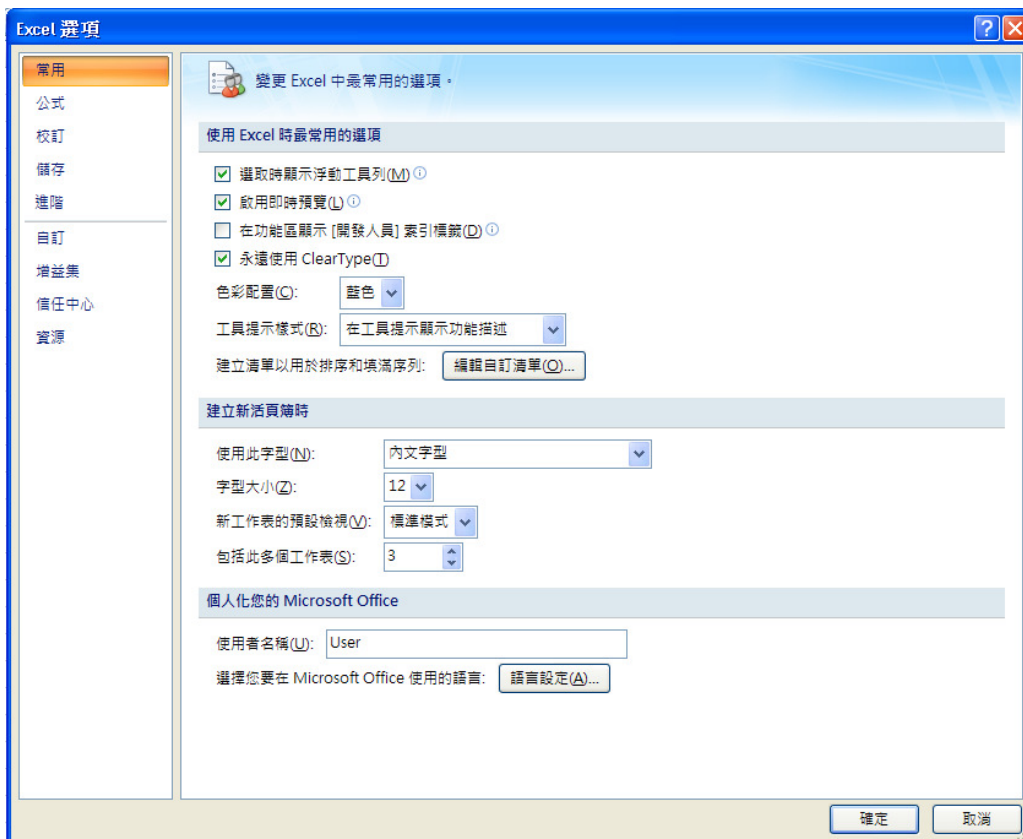 Excel 選項
常用
公式
校訂
儲存
進階
自訂
增益集
信任中心
資源
變更 Excel 中最常用的選項。
使用 Excel 時最常用的選項
選取時顯示浮動工具列(M)
啟用即時預覽(L)
在功能區顯示 [開發人員] 索引標籤(D)
永遠使用 ClearType(T)
色彩配置(C): 藍色
工具提示樣式(R): 在工具提示顯示功能描述
建立清單以用於排序和填滿序列: 編輯自訂清單(O)...
建立新活頁簿時
使用此字型(N): 內文字型
字型大小(Z): 12
新工作表的預設檢視(V): 標準模式
包括此多個工作表(S): 3
個人化您的 Microsoft Office
使用者名稱(U): User
選擇您要在 Microsoft Office 使用的語言: 語言設定(A)...
確定 取消